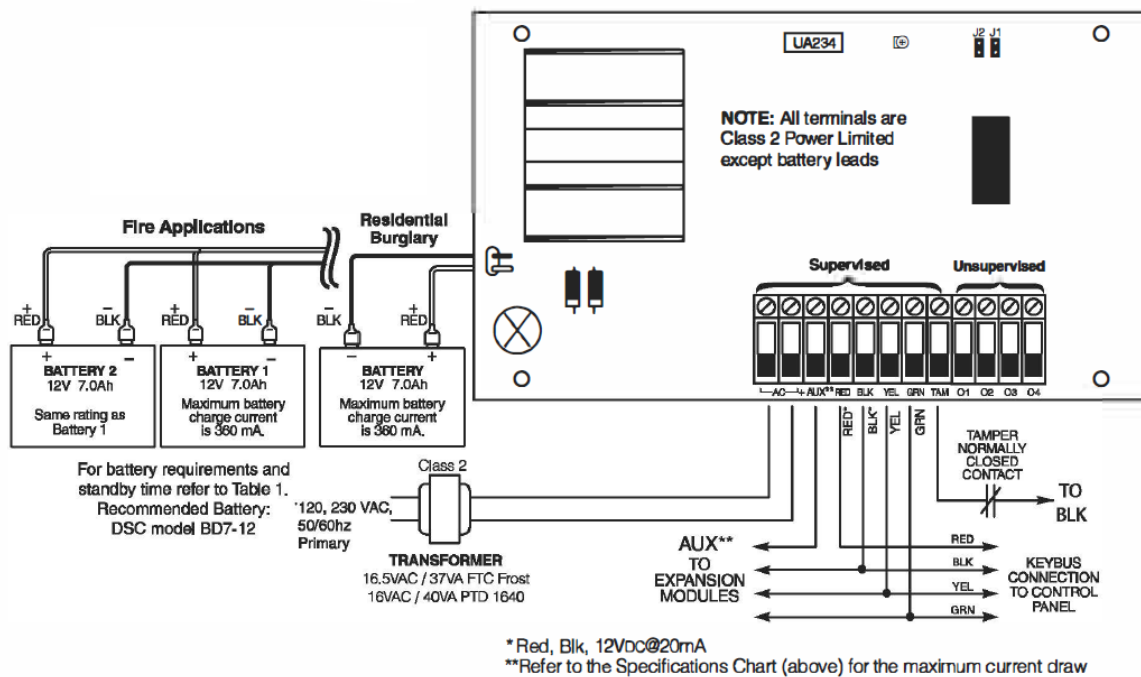 UA234
J2 J1
NOTE: All terminals are
Class 2 Power Limited
except battery leads
Fire Applications
Residential
Burglary
Supervised
Unsupervised
+
RED
−
BLK
+
RED
−
BLK
−
BLK
+
RED
+ −
BATTERY 2
12V 7.0Ah
Same rating as
Battery 1
+ −
BATTERY 1
12V 7.0Ah
Maximum battery
charge current
is 360 mA.
− +
BATTERY
12V 7.0Ah
Maximum battery
charge current
is 360 mA.
AC + AUX** RED BLK YEL GRN TAM O1 O2 O3 O4
RED*
BLK*
YEL
GRN
TAMPER
NORMALLY
CLOSED
CONTACT
TO
BLK
For battery requirements and
standby time refer to Table 1.
Recommended Battery:
DSC model BD7-12
Class 2
120, 230 VAC,
50/60hz
Primary
TRANSFORMER
16.5VAC / 37VA FTC Frost
16VAC / 40VA PTD 1640
AUX**
TO
EXPANSION
MODULES
RED
BLK
YEL
GRN
KEYBUS
CONNECTION
TO CONTROL
PANEL
* Red, Blk, 12VDC@20mA
**Refer to the Specifications Chart (above) for the maximum current draw